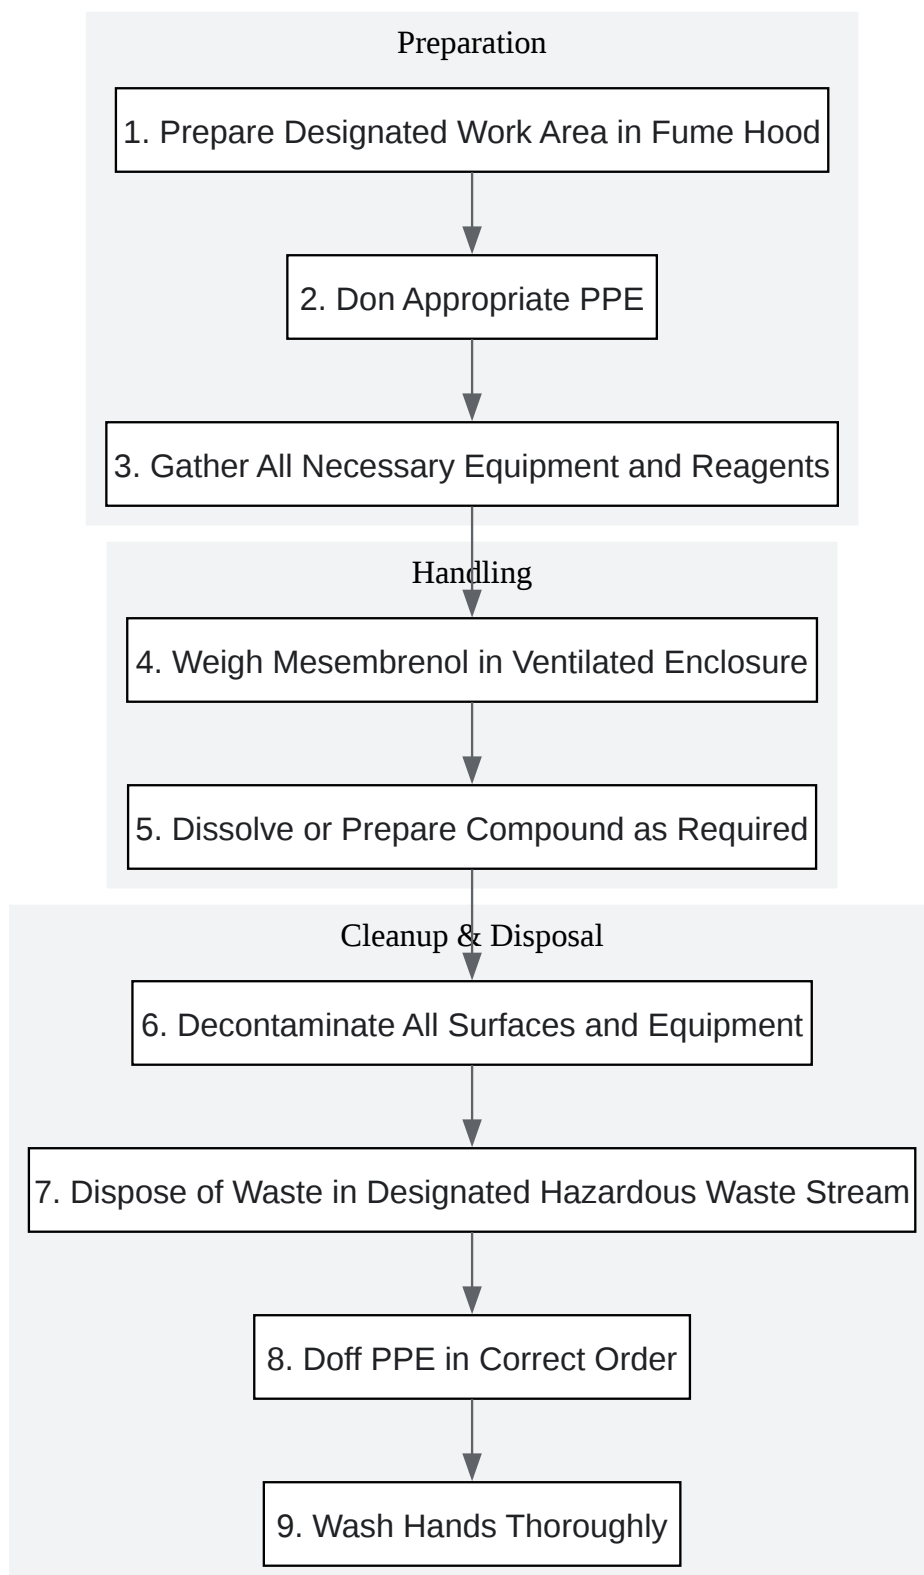 Preparation
1. Prepare Designated Work Area in Fume Hood
2. Don Appropriate PPE
3. Gather All Necessary Equipment and Reagents
Handling
4. Weigh Mesembrenol in Ventilated Enclosure
5. Dissolve or Prepare Compound as Required
Cleanup & Disposal
6. Decontaminate All Surfaces and Equipment
7. Dispose of Waste in Designated Hazardous Waste Stream
8. Doff PPE in Correct Order
9. Wash Hands Thoroughly